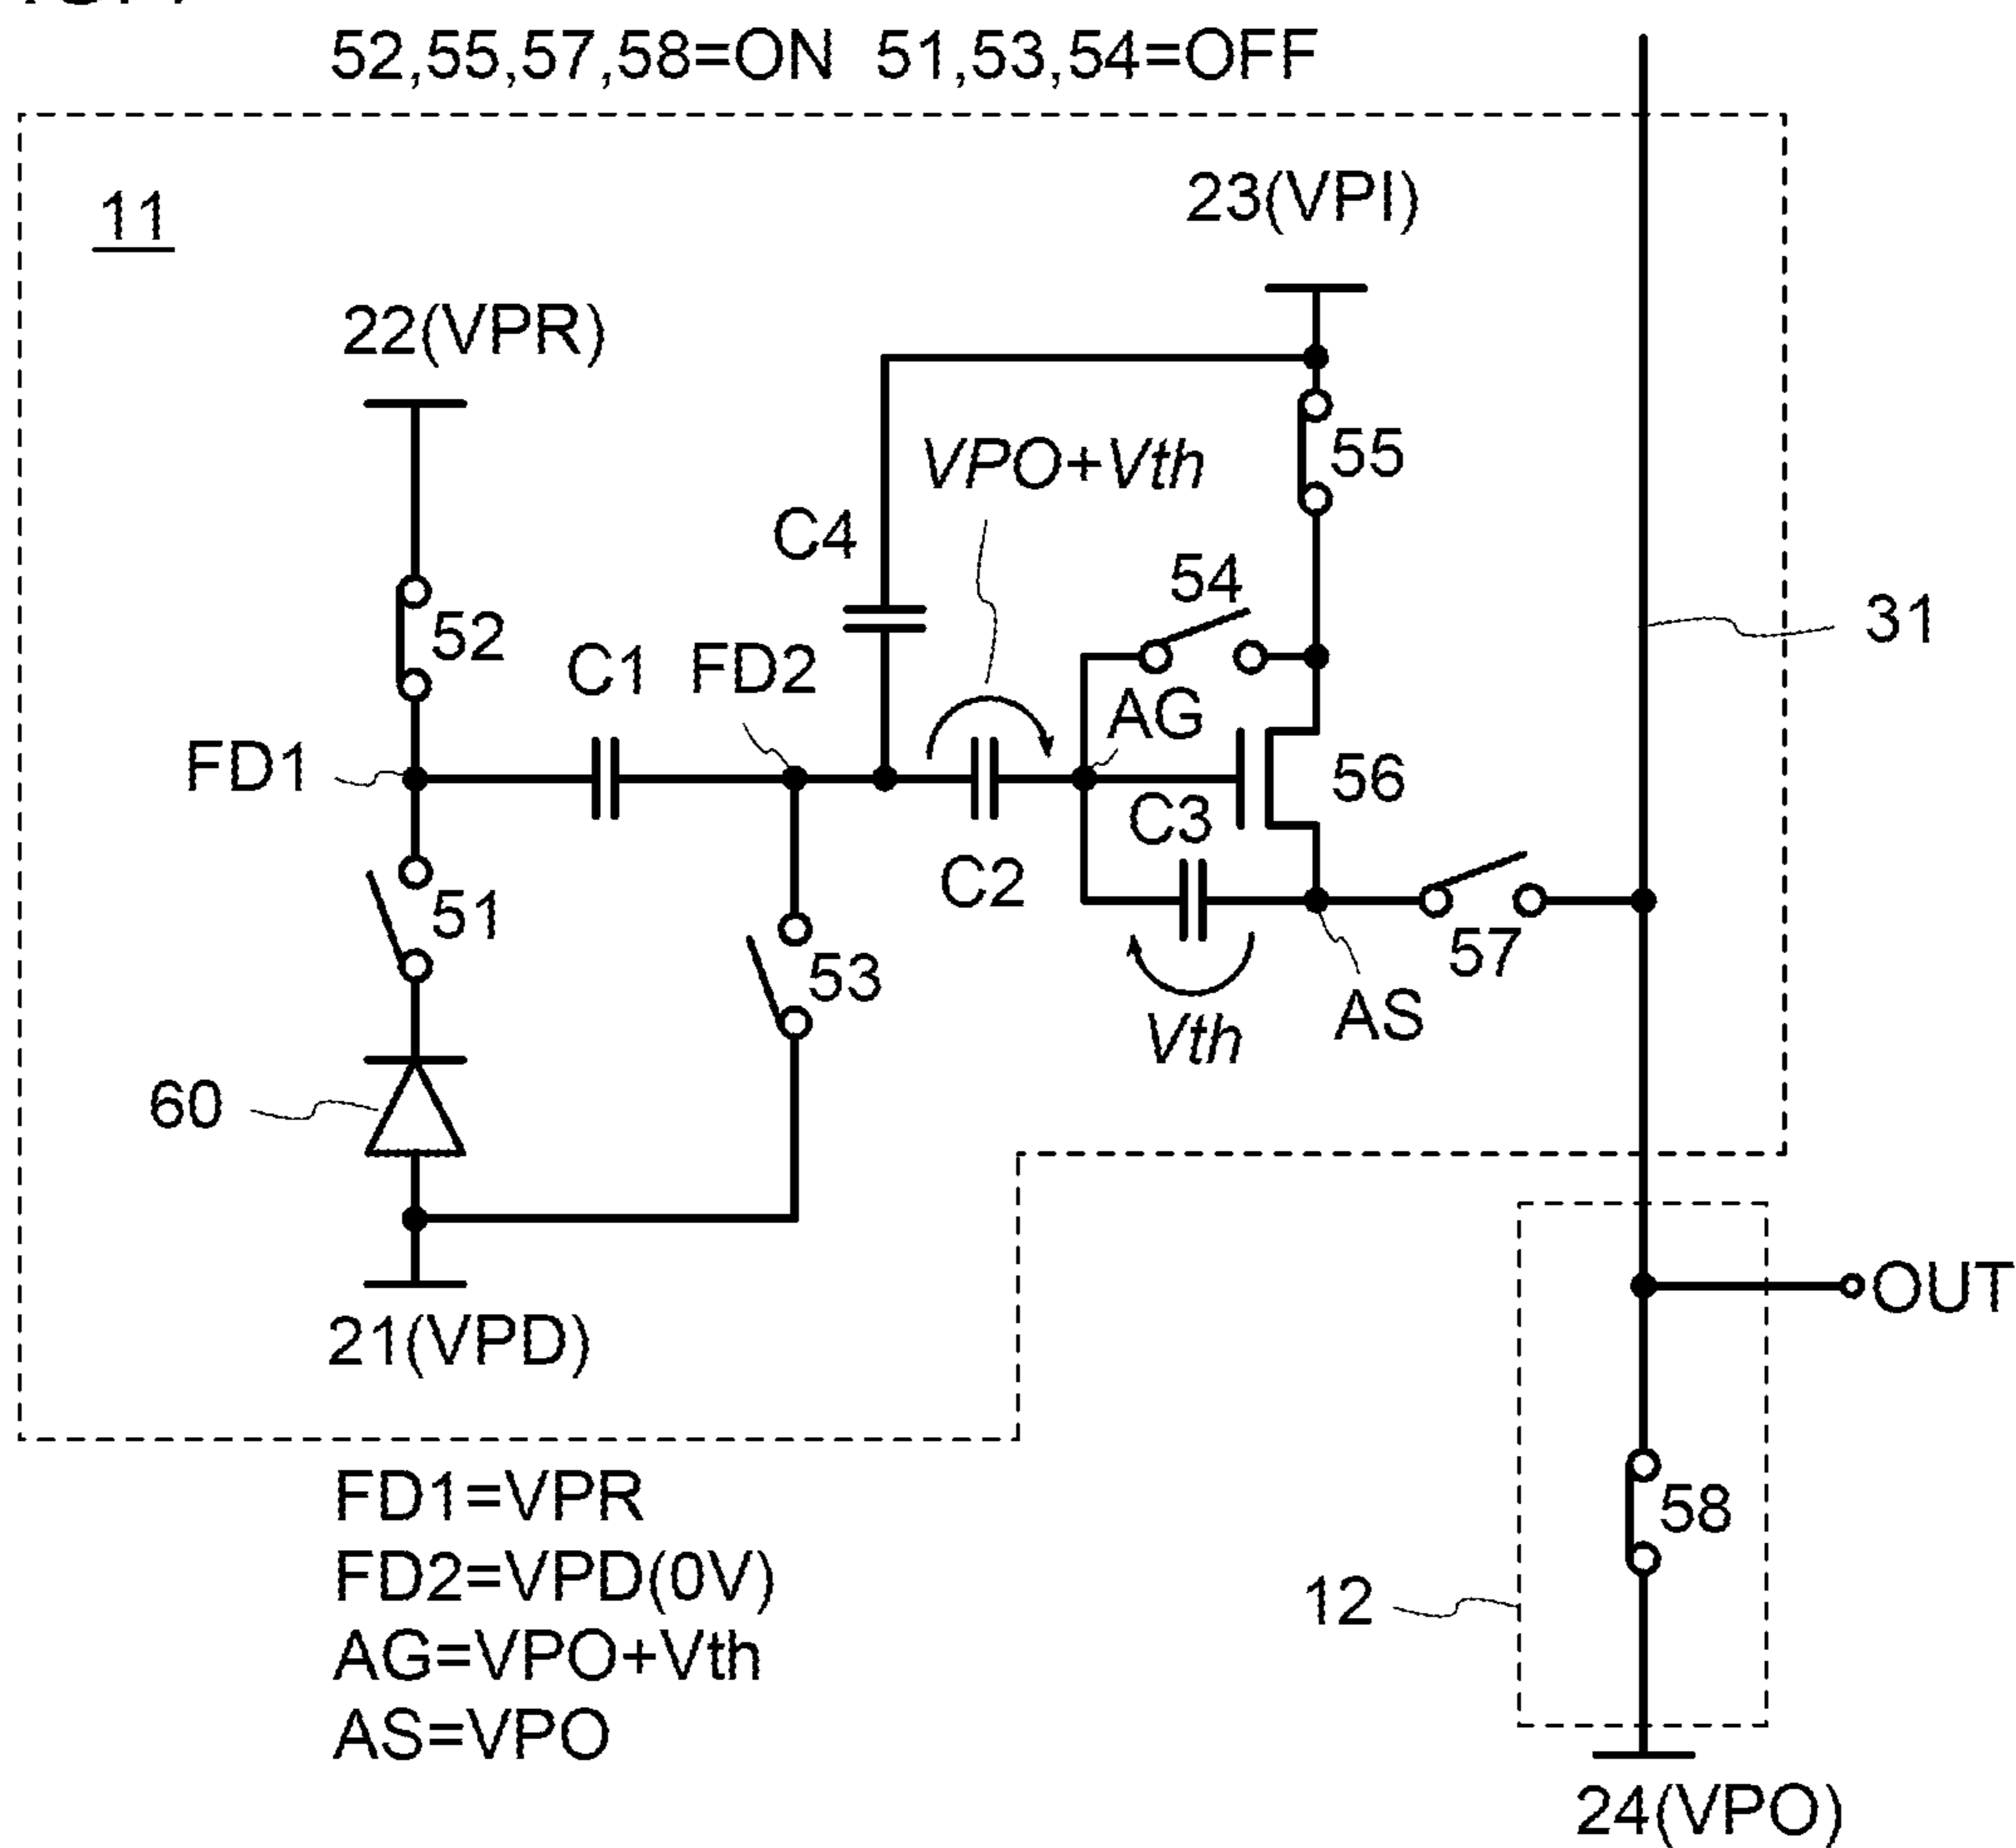 52,55,57,58=ON 51,53,54=OFF
11
23(VPI)
22(VPR)
VPO+Vth
55
C4
54
31
52
C1
FD2
AG
FD1
56
C3
C2
51
53
57
AS
Vth
60
OUT
21(VPD)
FD1=VPR
58
FD2=VPD(0V)
12
AG=VPO+Vth
AS=VPO
24(VPO)